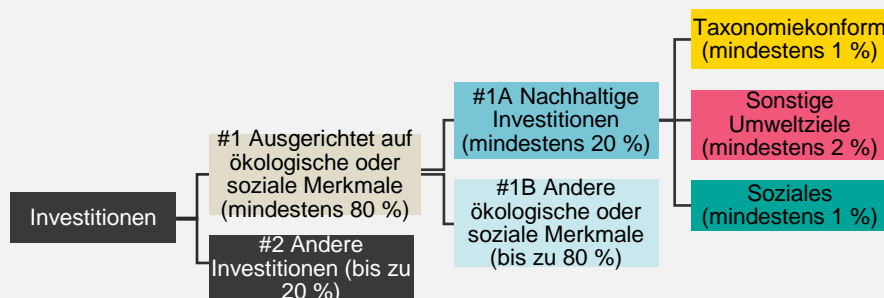 Investitionen
#1 Ausgerichtet auf
ökologische oder
soziale Merkmale
(mindestens 80 %)
#2 Andere
Investitionen (bis zu
20 %)
#1A Nachhaltige
Investitionen
(mindestens 20 %)
#1B Andere
ökologische oder
soziale Merkmale
(bis zu 80 %)
Taxonomiekonform
(mindestens 1 %)
Sonstige
Umweltziele
(mindestens 2 %)
Soziales
(mindestens 1 %)